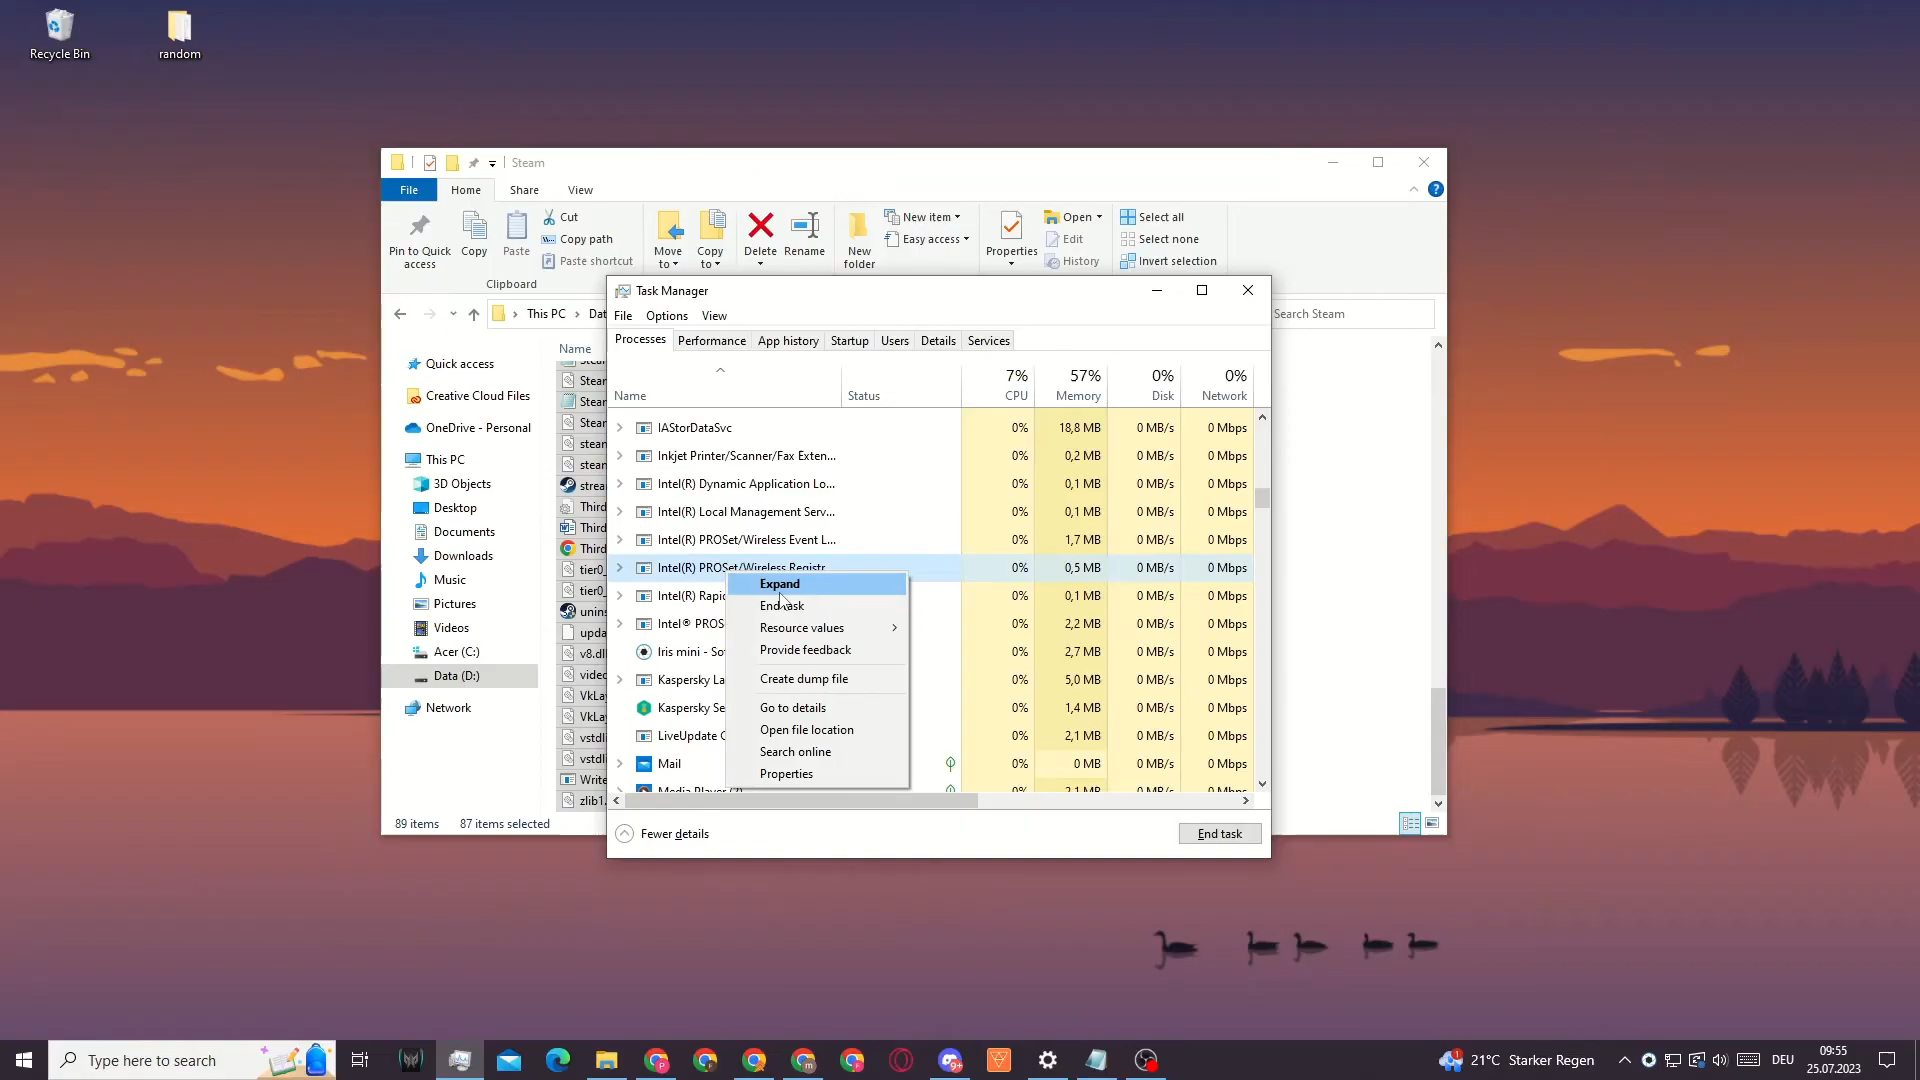 Recycle Bin
random
Steam
File
Home
Share
View
Pin to Quick access
Copy
Paste
Cut
Copy path
Paste shortcut
Clipboard
Move to
Copy to
Delete
Rename
New folder
New item
Easy access
Properties
Open
Edit
History
Select all
Select none
Invert selection
This PC
Search Steam
Name
Quick access
Creative Cloud Files
OneDrive - Personal
This PC
3D Objects
Desktop
Documents
Downloads
Music
Pictures
Videos
Acer (C:)
Data (D:)
Network
89 items
87 items selected
Task Manager
File
Options
View
Processes
Performance
App history
Startup
Users
Details
Services
Name
Status
7% CPU
57% Memory
0% Disk
0% Network
IAStorDataSvc 0% 18,8 MB 0 MB/s 0 Mbps
Inkjet Printer/Scanner/Fax Exten... 0% 0,2 MB 0 MB/s 0 Mbps
Intel(R) Dynamic Application Lo... 0% 0,1 MB 0 MB/s 0 Mbps
Intel(R) Local Management Serv... 0% 0,1 MB 0 MB/s 0 Mbps
Intel(R) PROSet/Wireless Event L... 0% 1,7 MB 0 MB/s 0 Mbps
Intel(R) PROSet/Wireless Registr 0% 0,5 MB 0 MB/s 0 Mbps
Intel(R) 0% 0,1 MB 0 MB/s 0 Mbps
Intel® 0% 2,2 MB 0 MB/s 0 Mbps
Iris mini 0% 2,7 MB 0 MB/s 0 Mbps
Kaspersky 0% 5,0 MB 0 MB/s 0 Mbps
Kaspersky 0% 1,4 MB 0 MB/s 0 Mbps
LiveUpdate 0% 2,1 MB 0 MB/s 0 Mbps
Mail 0% 0 MB 0 MB/s 0 Mbps
Expand
End task
Resource values
Provide feedback
Create dump file
Go to details
Open file location
Search online
Properties
Fewer details
End task
Type here to search
21°C Starker Regen
DEU
09:55
25.07.2023